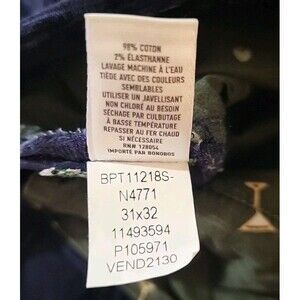 98% COTON
2% ÉLASTHANNE
LAVAGE MACHINE À L'EAU
TIÈDE AVEC DES COULEURS
SEMBLABLES
UTILISER UN JAVELLISANT
NON CHLORÉ AU BESOIN
SÉCHAGE PAR CULBUTAGE
À BASSE TEMPÉRATURE
REPASSER AU FER CHAUD
SI NÉCESSAIRE
RN# 128054
IMPORTÉ PAR BONOBOS
BPT11218S-
N4771
31x32
11493594
P105971
VEND2130